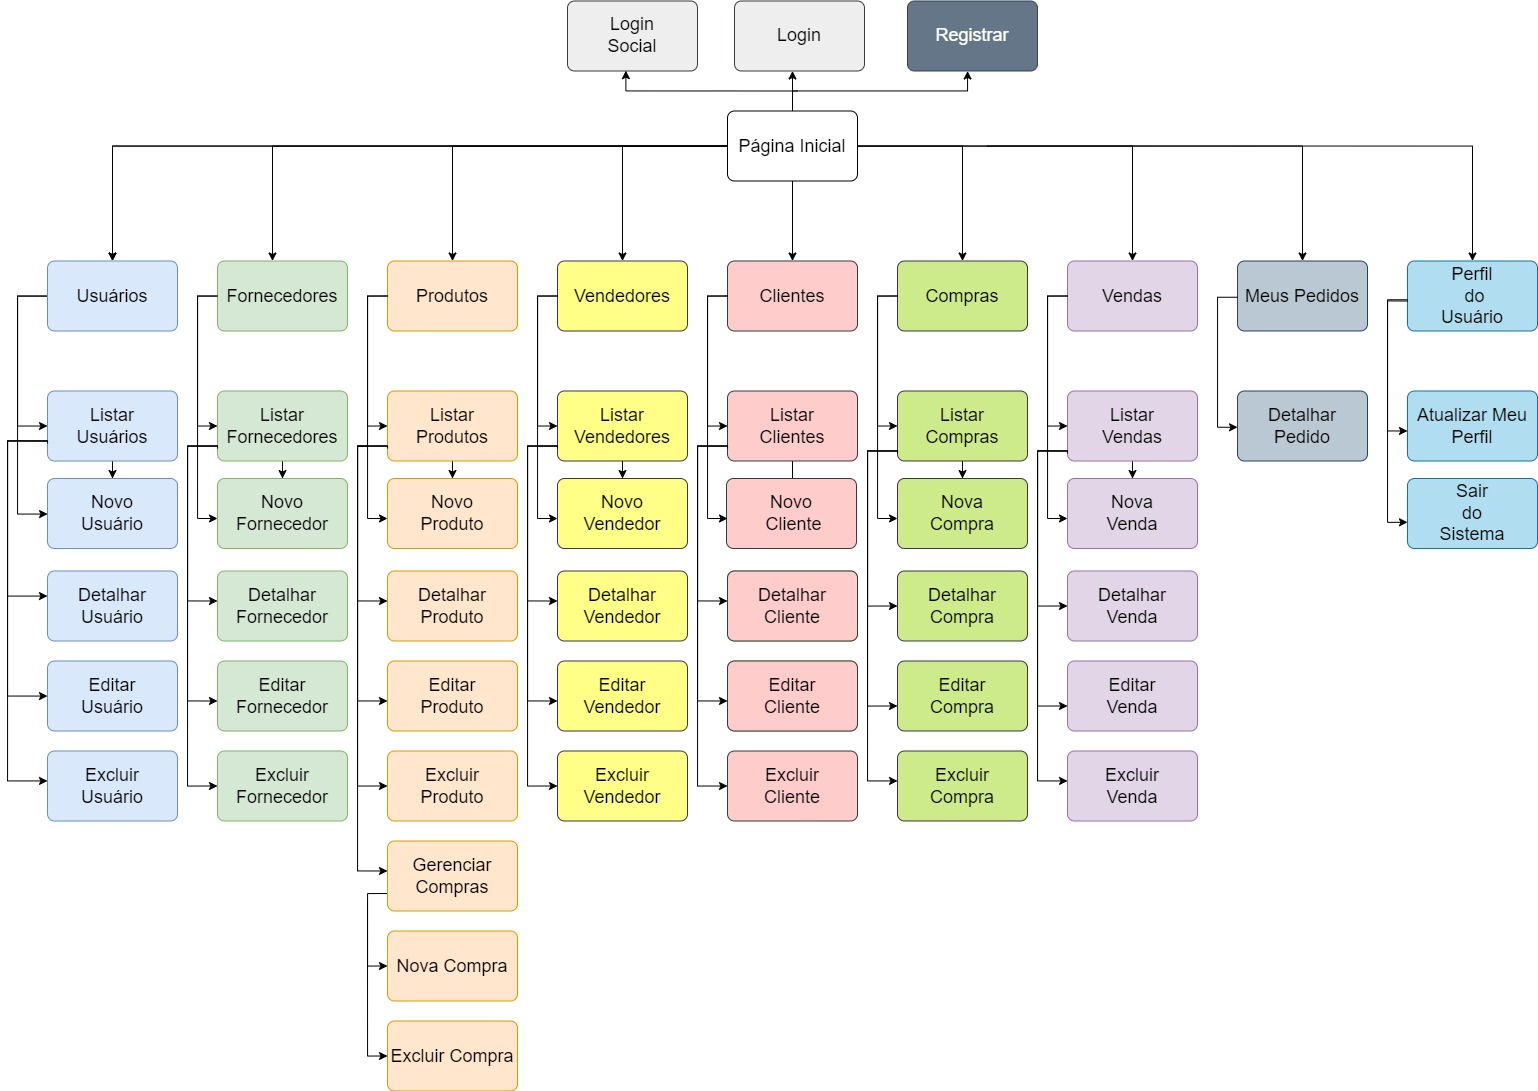 Login
Social
Login
Registrar
Página Inicial
Usuários
Fornecedores
Produtos
Vendedores
Clientes
Compras
Vendas
Meus Pedidos
Perfil
do
Usuário
Listar
Usuários
Listar
Fornecedores
Listar
Produtos
Listar
Vendedores
Listar
Clientes
Listar
Compras
Listar
Vendas
Detalhar
Pedido
Atualizar Meu
Perfil
Novo
Usuário
Novo
Fornecedor
Novo
Produto
Novo
Vendedor
Novo
Cliente
Nova
Compra
Nova
Venda
Sair
do
Sistema
Detalhar
Usuário
Detalhar
Fornecedor
Detalhar
Produto
Detalhar
Vendedor
Detalhar
Cliente
Detalhar
Compra
Detalhar
Venda
Editar
Usuário
Editar
Fornecedor
Editar
Produto
Editar
Vendedor
Editar
Cliente
Editar
Compra
Editar
Venda
Excluir
Usuário
Excluir
Fornecedor
Excluir
Produto
Excluir
Vendedor
Excluir
Cliente
Excluir
Compra
Excluir
Venda
Gerenciar
Compras
Nova Compra
Excluir Compra